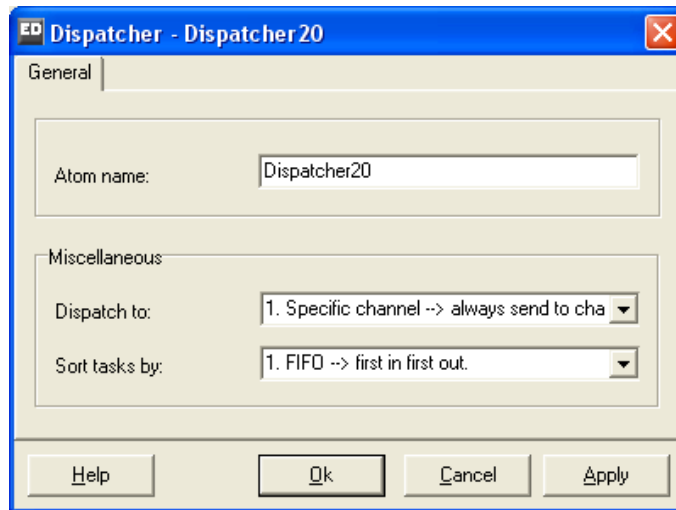 ED Dispatcher - Dispatcher20
General
Atom name: Dispatcher20
Miscellaneous
Dispatch to: 1. Specific channel --> always send to cha
Sort tasks by: 1. FIFO --> first in first out.
Help Ok Cancel Apply